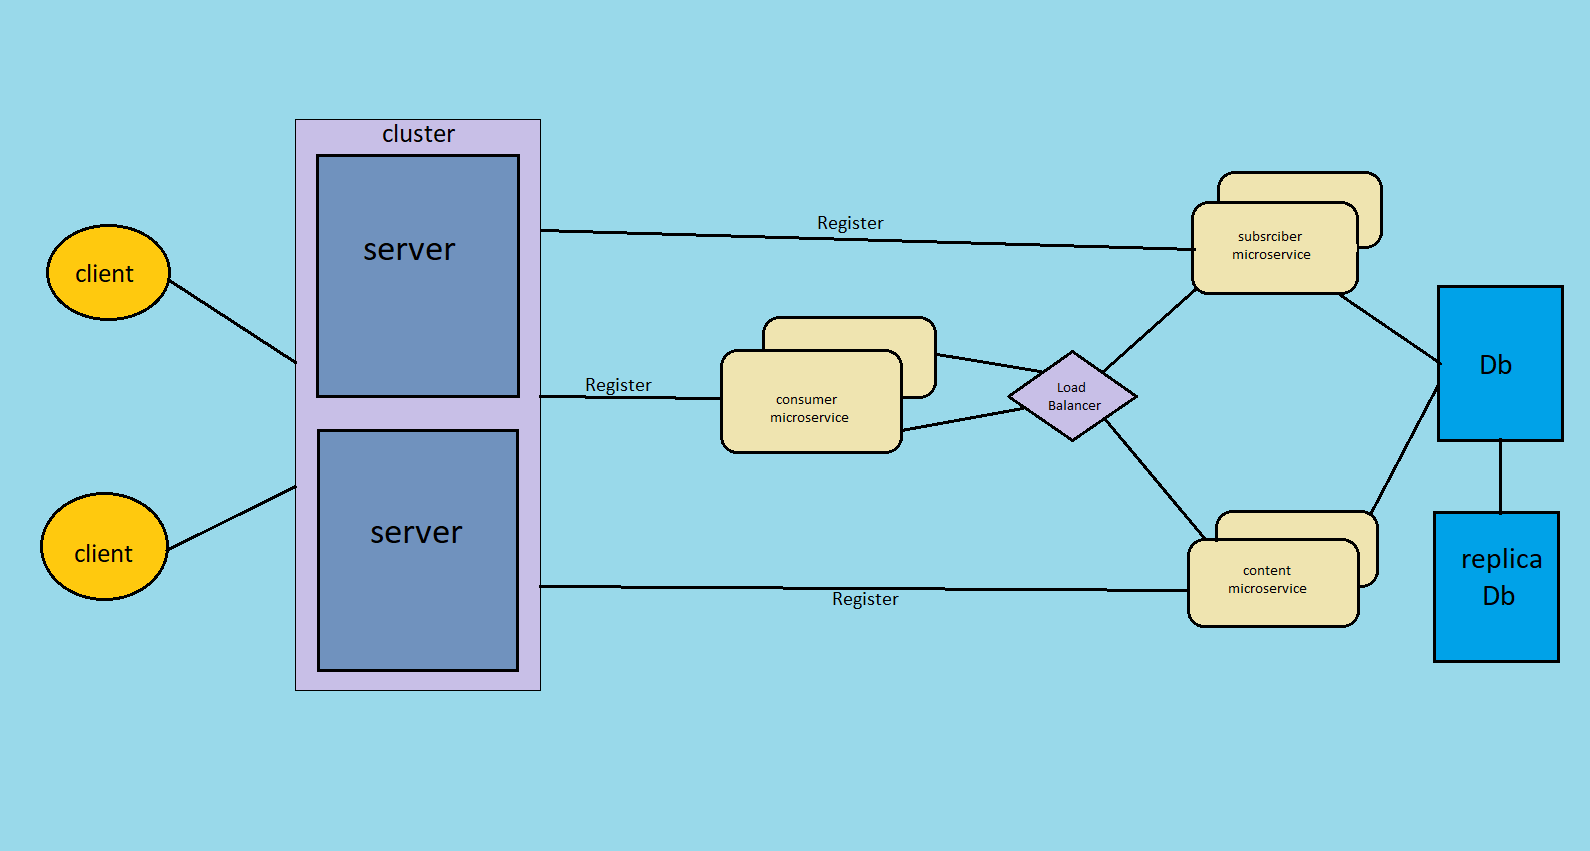 cluster
server
client
Register
subsrciber
microservice
Register
consumer
microservice
Load
Balancer
Db
server
client
Register
content
microservice
replica
Db